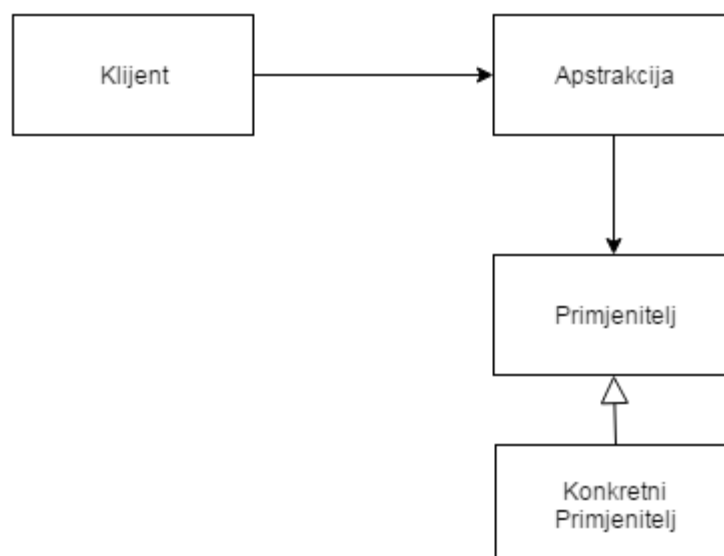 Klijent
Apstrakcija
Primjenitelj
Konkretni
Primjenitelj